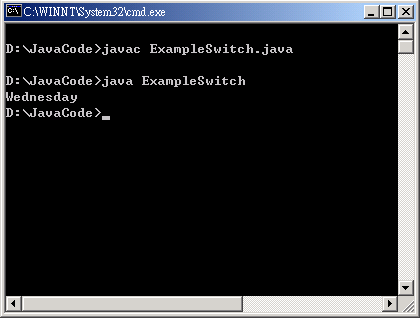 C:\WINNT\System32\cmd.exe
D:\JavaCode>javac ExampleSwitch.java
D:\JavaCode>java ExampleSwitch
Wednesday
D:\JavaCode>_